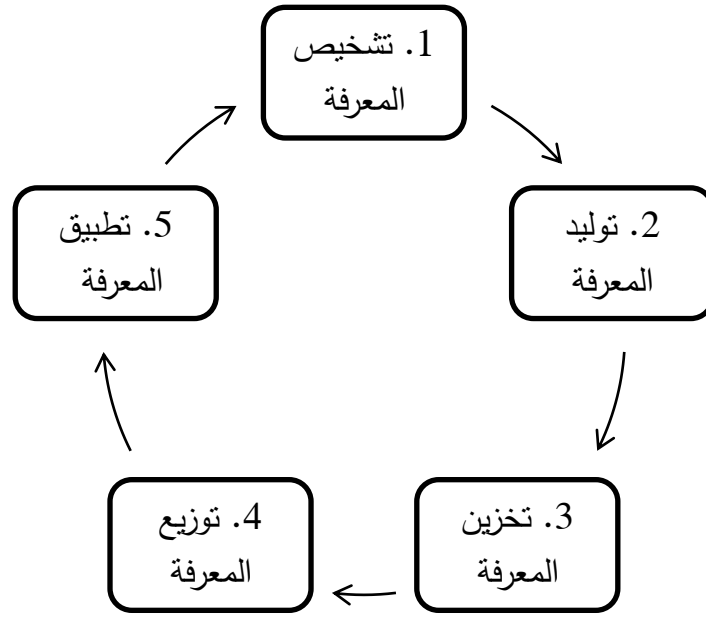 1. تشخيص
المعرفة
2. توليد
المعرفة
3. تخزين
المعرفة
4. توزيع
المعرفة
5. تطبيق
المعرفة